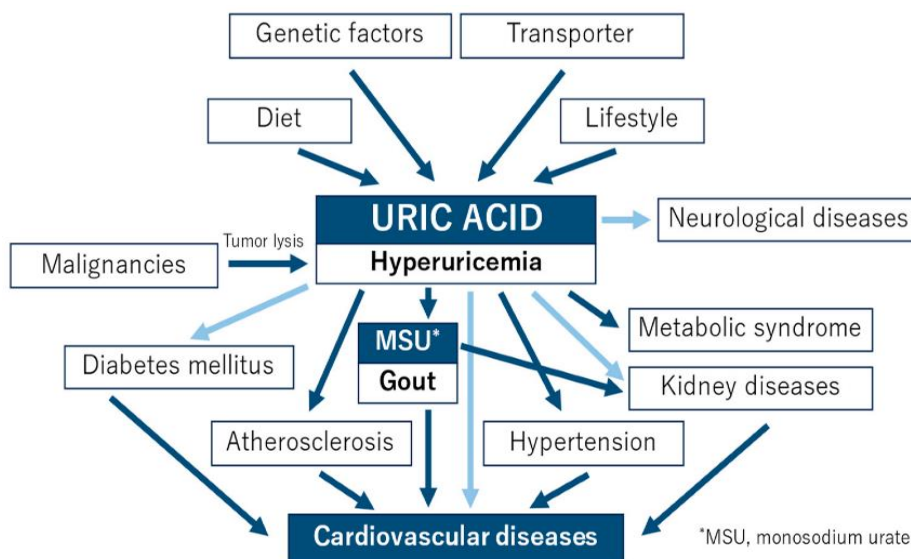 Genetic factors
Transporter
Diet
Lifestyle
URIC ACID
Hyperuricemia
Neurological diseases
Tumor lysis
Malignancies
Metabolic syndrome
MSU*
Gout
Diabetes mellitus
Kidney diseases
Atherosclerosis
Hypertension
Cardiovascular diseases
*MSU, monosodium urate